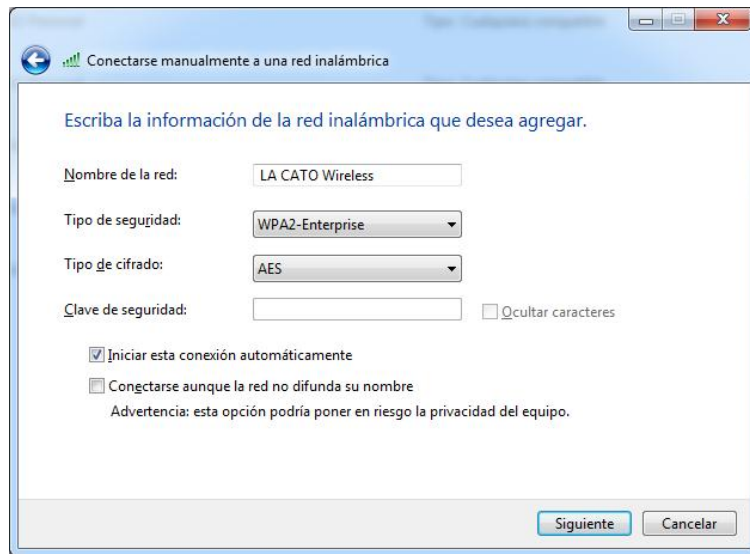 Conectarse manualmente a una red inalámbrica
Escriba la información de la red inalámbrica que desea agregar.
Nombre de la red: LA CATO Wireless
Tipo de seguridad: WPA2-Enterprise
Tipo de cifrado: AES
Clave de seguridad: Ocultar caracteres
Iniciar esta conexión automáticamente
Conectarse aunque la red no difunda su nombre
Advertencia: esta opción podría poner en riesgo la privacidad del equipo.
Siguiente Cancelar